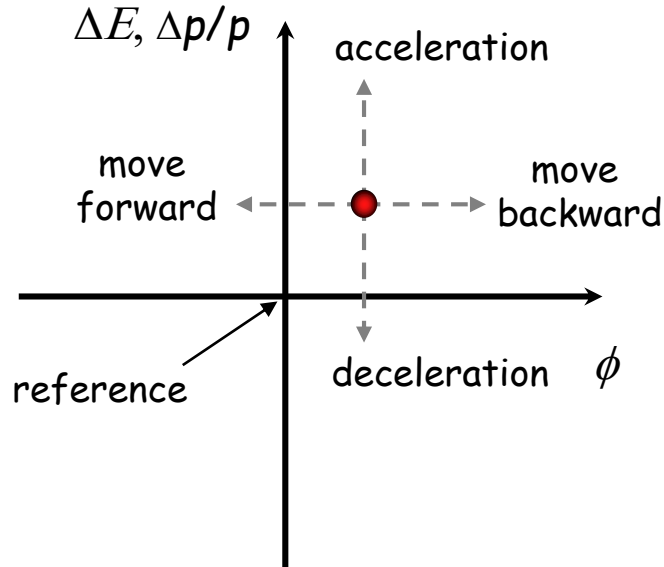 ΔE, Δp/p
acceleration
move
forward
move
backward
reference
deceleration
ϕ